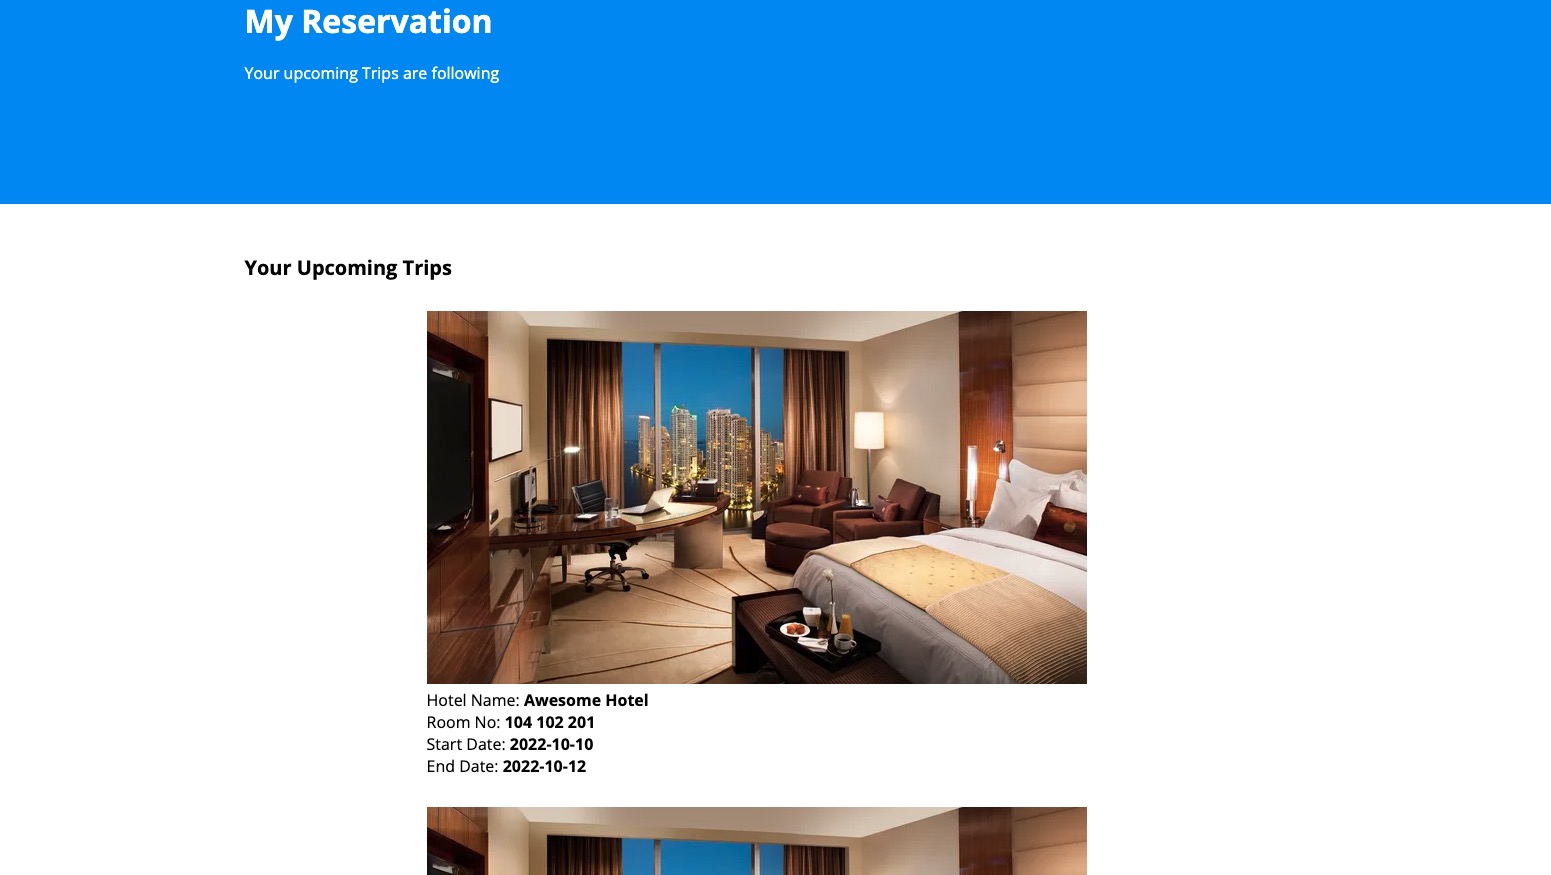 My Reservation
Your upcoming Trips are following
Your Upcoming Trips
Hotel Name: Awesome Hotel
Room No: 104 102 201
Start Date: 2022-10-10
End Date: 2022-10-12